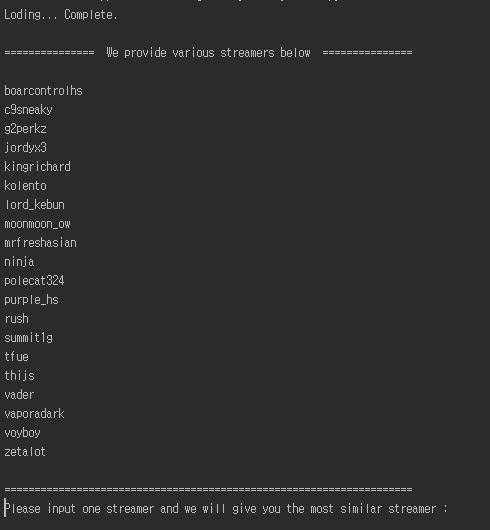 Loding... Complete.
=============== We provide various streamers below ===============
boarcontrolhs
c9sneaky
g2perkz
jordyx3
kingrichard
kolento
lord_kebun
moonmoon_ow
mrfreshasian
ninja
polecat324
purple_hs
rush
summit1g
tfue
thijs
vader
vaporadark
voyboy
zetalot
====================================================================
Please input one streamer and we will give you the most similar streamer :